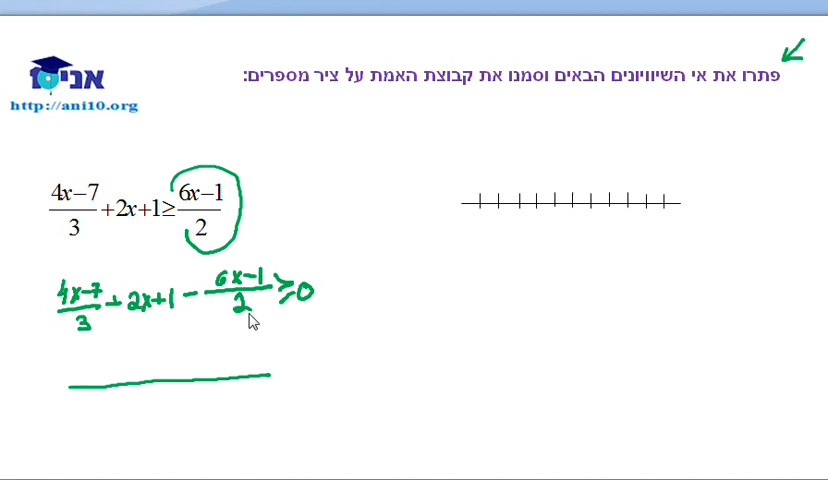 פתרו את אי השיוויונים הבאים וסמנו את קבוצת האמת על ציר מספרים:
אני10
http://ani10.org
(4x−7)/3 +2x+1≥ (6x−1)/2
(4x−7)/3 + 2x+1 − (6x−1)/2 ≥ 0